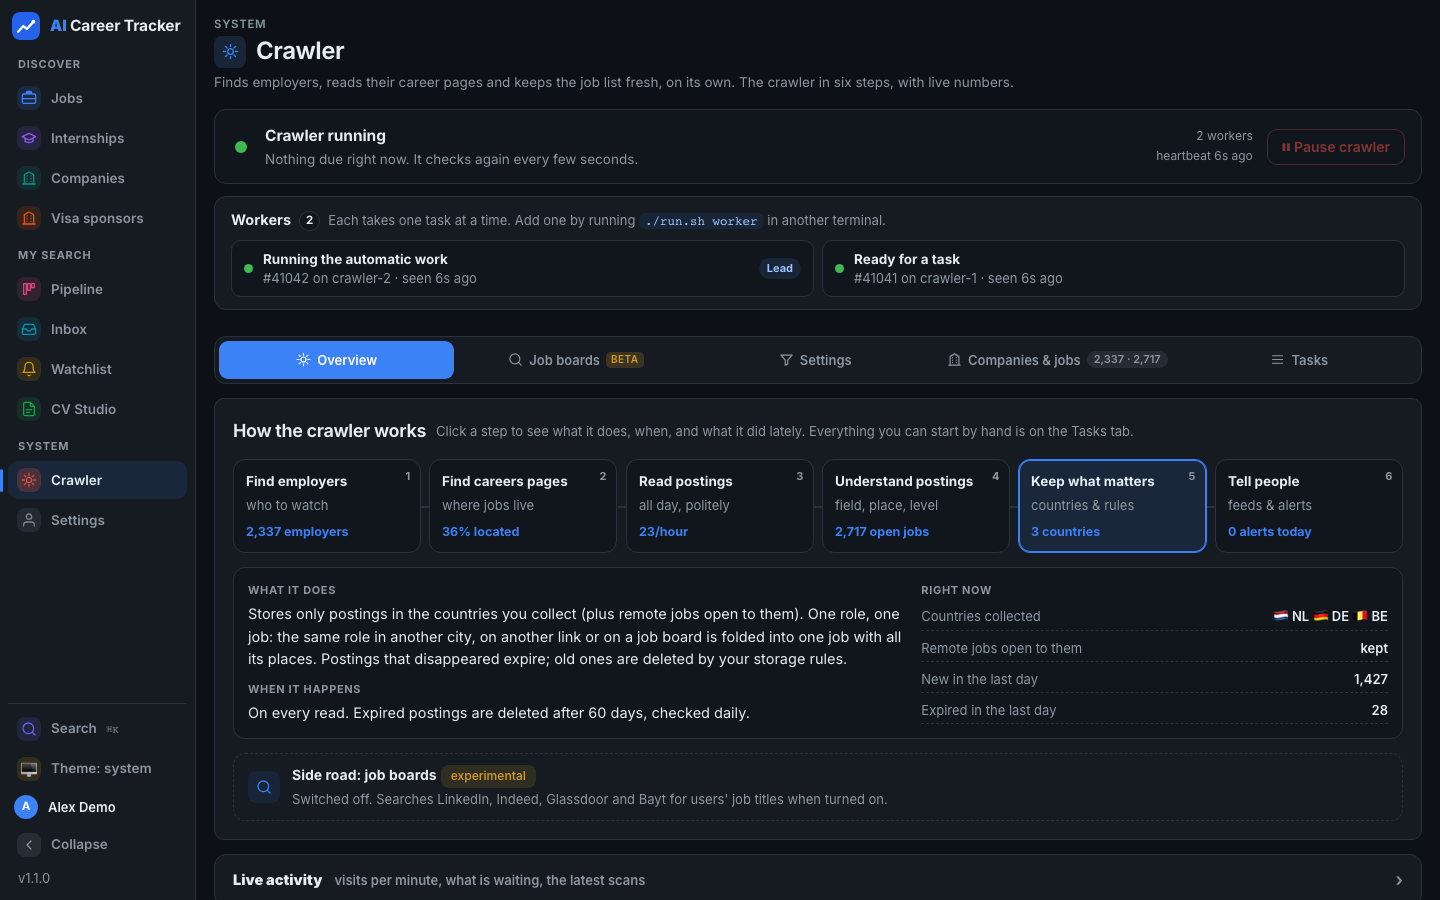 AI Career Tracker
DISCOVER
Jobs
Internships
Companies
Visa sponsors
MY SEARCH
Pipeline
Inbox
Watchlist
CV Studio
SYSTEM
Crawler
Settings
Search ⌘K
Theme: system
A Alex Demo
Collapse
v1.1.0
SYSTEM
Crawler
Finds employers, reads their career pages and keeps the job list fresh, on its own. The crawler in six steps, with live numbers.
Crawler running
Nothing due right now. It checks again every few seconds.
2 workers
heartbeat 6s ago
Pause crawler
Workers 2 Each takes one task at a time. Add one by running ./run.sh worker in another terminal.
Running the automatic work
#41042 on crawler-2 · seen 6s ago
Lead
Ready for a task
#41041 on crawler-1 · seen 6s ago
Overview
Job boards BETA
Settings
Companies & jobs 2,337 · 2,717
Tasks
How the crawler works Click a step to see what it does, when, and what it did lately. Everything you can start by hand is on the Tasks tab.
Find employers 1
who to watch
2,337 employers
Find careers pages 2
where jobs live
36% located
Read postings 3
all day, politely
23/hour
Understand postings 4
field, place, level
2,717 open jobs
Keep what matters 5
countries & rules
3 countries
Tell people 6
feeds & alerts
0 alerts today
WHAT IT DOES
Stores only postings in the countries you collect (plus remote jobs open to them). One role, one
job: the same role in another city, on another link or on a job board is folded into one job with all
its places. Postings that disappeared expire; old ones are deleted by your storage rules.
WHEN IT HAPPENS
On every read. Expired postings are deleted after 60 days, checked daily.
RIGHT NOW
Countries collected 🇳🇱 NL 🇩🇪 DE 🇧🇪 BE
Remote jobs open to them kept
New in the last day 1,427
Expired in the last day 28
Side road: job boards experimental
Switched off. Searches LinkedIn, Indeed, Glassdoor and Bayt for users' job titles when turned on.
Live activity visits per minute, what is waiting, the latest scans